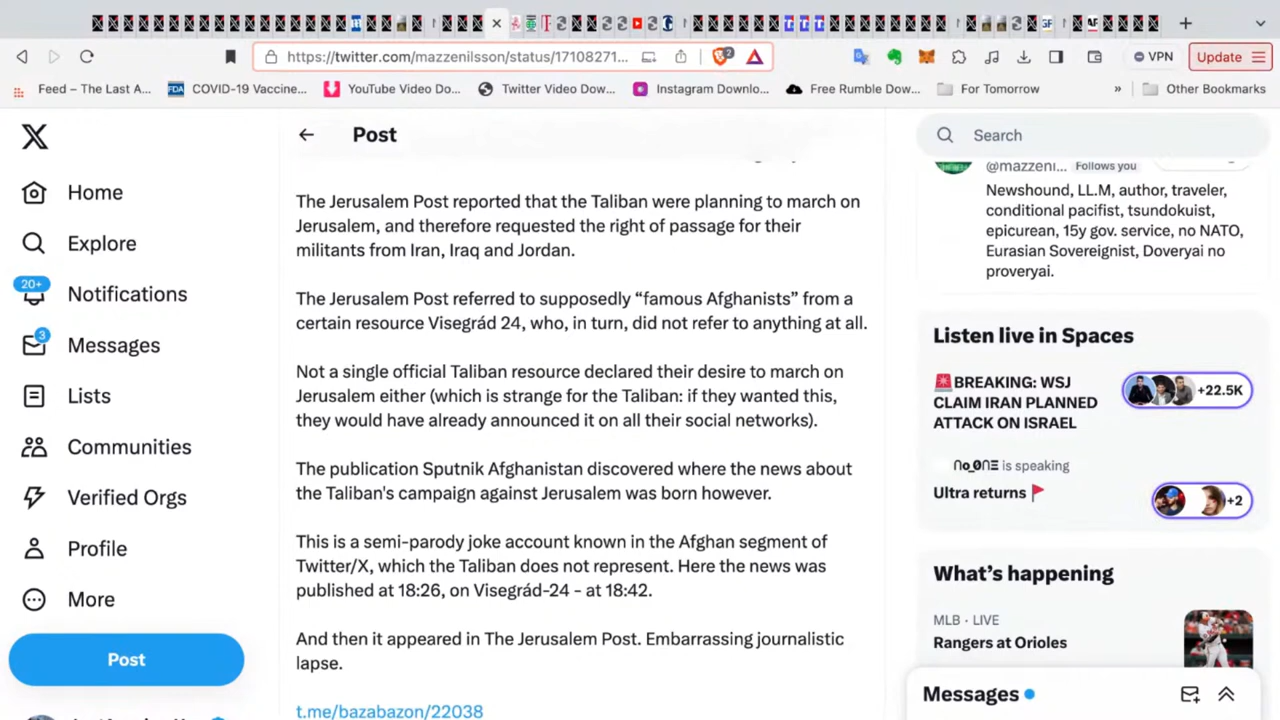 https://twitter.com/mazzenilsson/status/17108271...
2
VPN
Update
Feed – The Last A...
FDA
COVID-19 Vaccine...
YouTube Video Do...
Twitter Video Dow...
Instagram Downlo...
Free Rumble Dow...
For Tomorrow
»
Other Bookmarks
Post
Search
Home
Explore
20+
Notifications
3
Messages
Lists
Communities
Verified Orgs
Profile
More
Post
The Jerusalem Post reported that the Taliban were planning to march on
Jerusalem, and therefore requested the right of passage for their
militants from Iran, Iraq and Jordan.
The Jerusalem Post referred to supposedly “famous Afghanists” from a
certain resource Visegrád 24, who, in turn, did not refer to anything at all.
Not a single official Taliban resource declared their desire to march on
Jerusalem either (which is strange for the Taliban: if they wanted this,
they would have already announced it on all their social networks).
The publication Sputnik Afghanistan discovered where the news about
the Taliban's campaign against Jerusalem was born however.
This is a semi-parody joke account known in the Afghan segment of
Twitter/X, which the Taliban does not represent. Here the news was
published at 18:26, on Visegrád-24 - at 18:42.
And then it appeared in The Jerusalem Post. Embarrassing journalistic
lapse.
t.me/bazabazon/22038
@mazzeni... Follows you
Newshound, LL.M, author, traveler,
conditional pacifist, tsundokuist,
epicurean, 15y gov. service, no NATO,
Eurasian Sovereignist, Doveryai no
proveryai.
Listen live in Spaces
🚨BREAKING: WSJ
CLAIM IRAN PLANNED
ATTACK ON ISRAEL
+22.5K
is speaking
Ultra returns 🚩
+2
What’s happening
MLB · LIVE
Rangers at Orioles
Messages